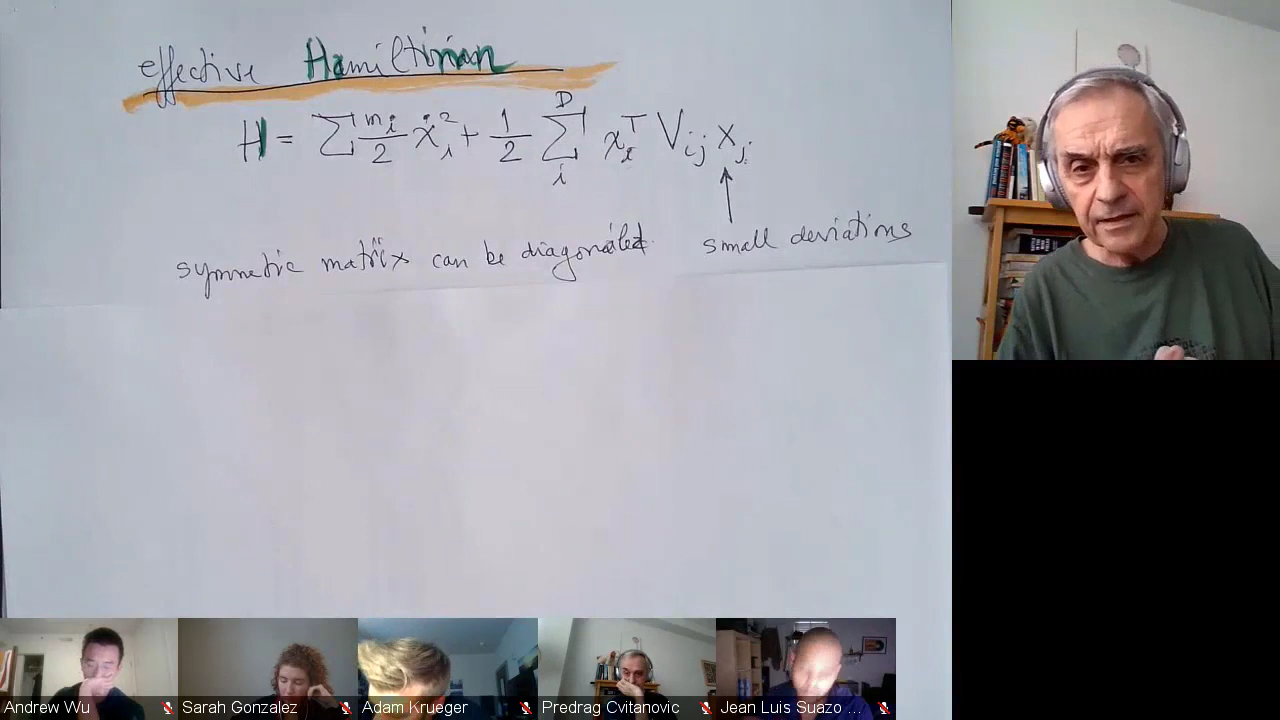 effective Hamiltonian
H = ∑ mᵢ/2 ẋᵢ² + 1/2 ∑ᵢᴰ xᵢᵀ Vᵢⱼ xⱼ
small deviations
symmetric matrix can be
Andrew Wu
Sarah Gonzalez
Adam Krueger
Predrag Cvitanovic
Jean Luis Suazo ...